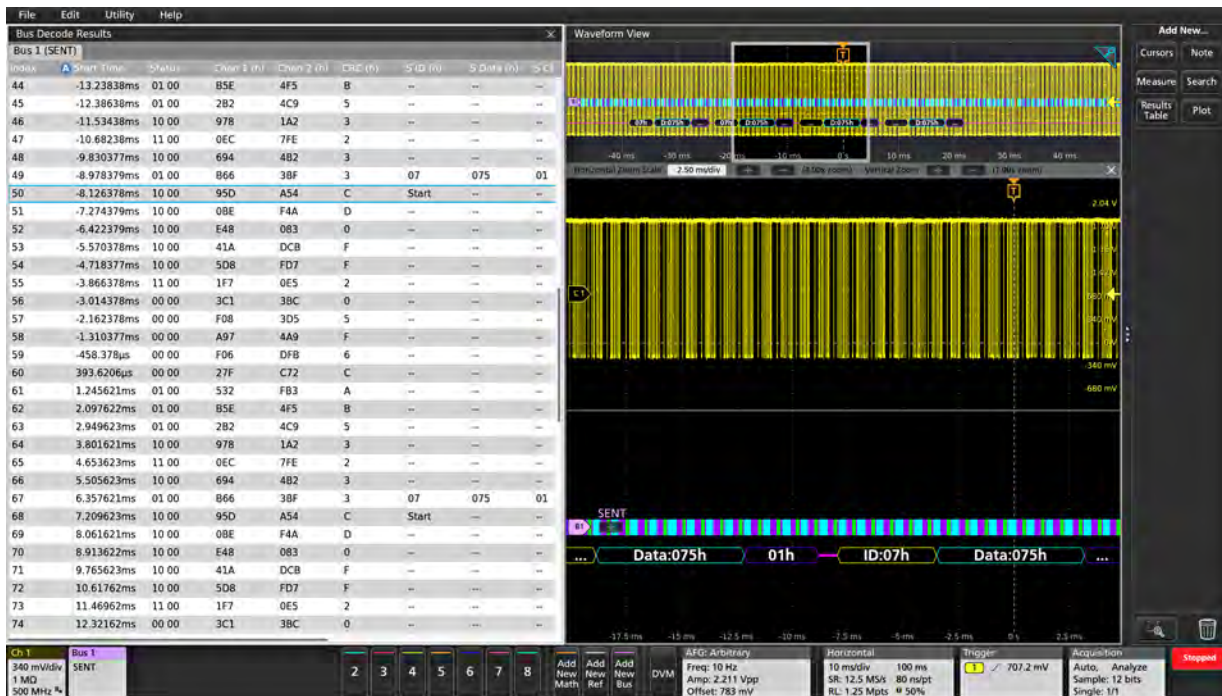 File Edit Utility Help
Bus Decode Results
Waveform View
Add New...
Bus 1 (SENT)
Cursors Note
Index Start Time Status Chan 1 (h) Chan 2 (h) CRC (h) S ID (h) S Data (h)
Measure Search
Results Table Plot
44 -13.23838ms 01 00 B5E 4F5 B -- -- --
45 -12.38638ms 01 00 2B2 4C9 5 -- -- --
46 -11.53438ms 10 00 978 1A2 3 -- -- --
47 -10.68238ms 11 00 0EC 7FE 2 -- -- --
48 -9.830377ms 10 00 694 4B2 3 -- -- --
49 -8.978379ms 01 00 B66 3BF 3 07 075 01
50 -8.126378ms 10 00 95D A54 C Start -- --
51 -7.274379ms 10 00 0BE F4A D -- -- --
52 -6.422379ms 10 00 E48 083 0 -- -- --
53 -5.570378ms 10 00 41A DCB F -- -- --
54 -4.718377ms 10 00 5D8 FD7 F -- -- --
55 -3.866378ms 11 00 1F7 0E5 2 -- -- --
56 -3.014378ms 00 00 3C1 3BC 0 -- -- --
57 -2.162378ms 00 00 F08 3D5 5 -- -- --
58 -1.310377ms 00 00 A97 4A9 F -- -- --
59 -458.378µs 00 00 F06 DFB 6 -- -- --
60 393.6206µs 00 00 27F C72 C -- -- --
61 1.245621ms 01 00 532 FB3 A -- -- --
62 2.097622ms 01 00 B5E 4F5 B -- -- --
63 2.949623ms 01 00 2B2 4C9 5 -- -- --
64 3.801621ms 10 00 978 1A2 3 -- -- --
65 4.653623ms 11 00 0EC 7FE 2 -- -- --
66 5.505623ms 10 00 694 4B2 3 -- -- --
67 6.357621ms 01 00 B66 3BF 3 07 075 01
68 7.209623ms 10 00 95D A54 C Start -- --
69 8.061621ms 10 00 0BE F4A D -- -- --
70 8.913622ms 10 00 E48 083 0 -- -- --
71 9.765623ms 10 00 41A DCB F -- -- --
72 10.61762ms 10 00 5D8 FD7 F -- -- --
73 11.46962ms 11 00 1F7 0E5 2 -- -- --
74 12.32162ms 00 00 3C1 3BC 0 -- -- --
T
07h D:075h ... 07h D:075h ... D:075h ... D:075h ...
-40 ms -30 ms -20 ms -10 ms 0 s 10 ms 20 ms 30 ms 40 ms
Horizontal Zoom Scale 2.50 ms/div (8.00x zoom) Vertical Zoom (1.00x zoom)
T
2.04 V
C1
-340 mV
-680 mV
SENT
B1
... Data:075h 01h ID:07h Data:075h ...
-17.5 ms -15 ms -12.5 ms -10 ms -7.5 ms -5 ms -2.5 ms 0 s 2.5 ms
Ch 1
340 mV/div
1 MΩ
500 MHz
Bus 1
SENT
2 3 4 5 6 7 8
Add New Math
Add New Ref
Add New Bus
DVM
AFG: Arbitrary
Freq: 10 Hz
Amp: 2.211 Vpp
Offset: 783 mV
Horizontal
10 ms/div 100 ms
SR: 12.5 MS/s 80 ns/pt
RL: 1.25 Mpts 50%
Trigger
1 707.2 mV
Acquisition
Auto, Analyze
Sample: 12 bits
Single: 1/1
Stopped